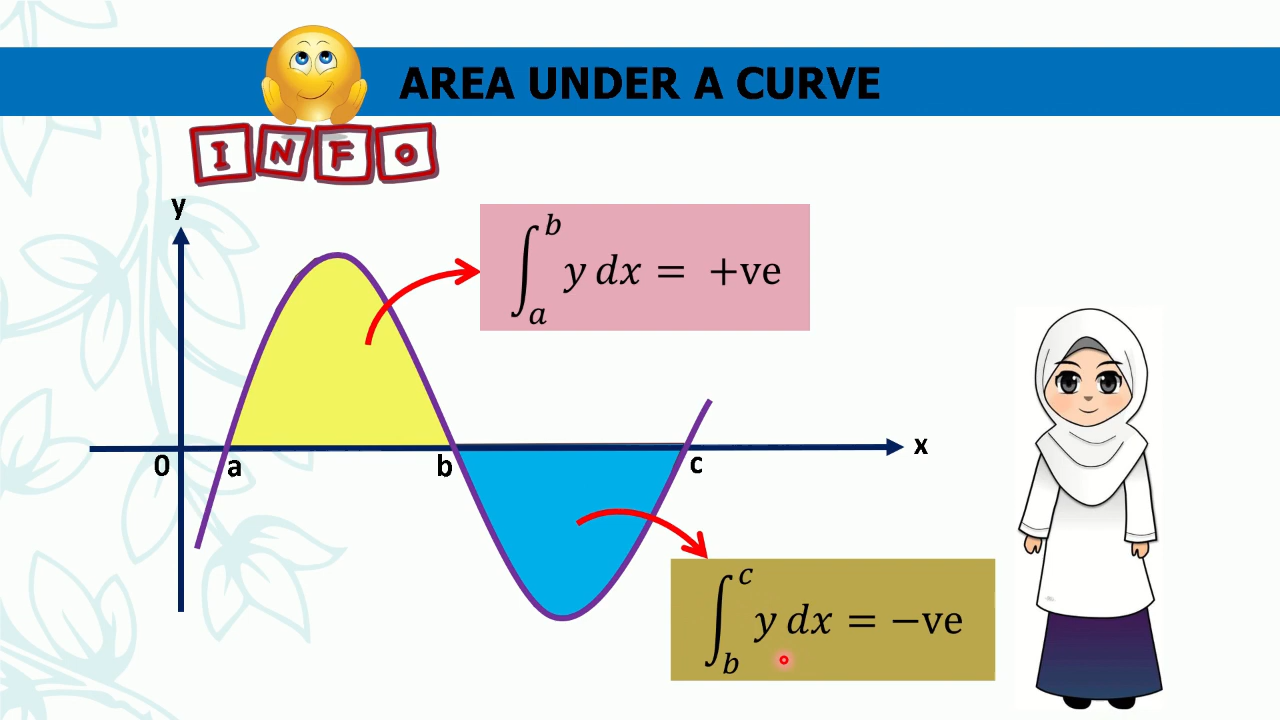 AREA UNDER A CURVE
INFO
y
∫_a^b y dx = +ve
0 a b c x
∫_b^c y dx = −ve